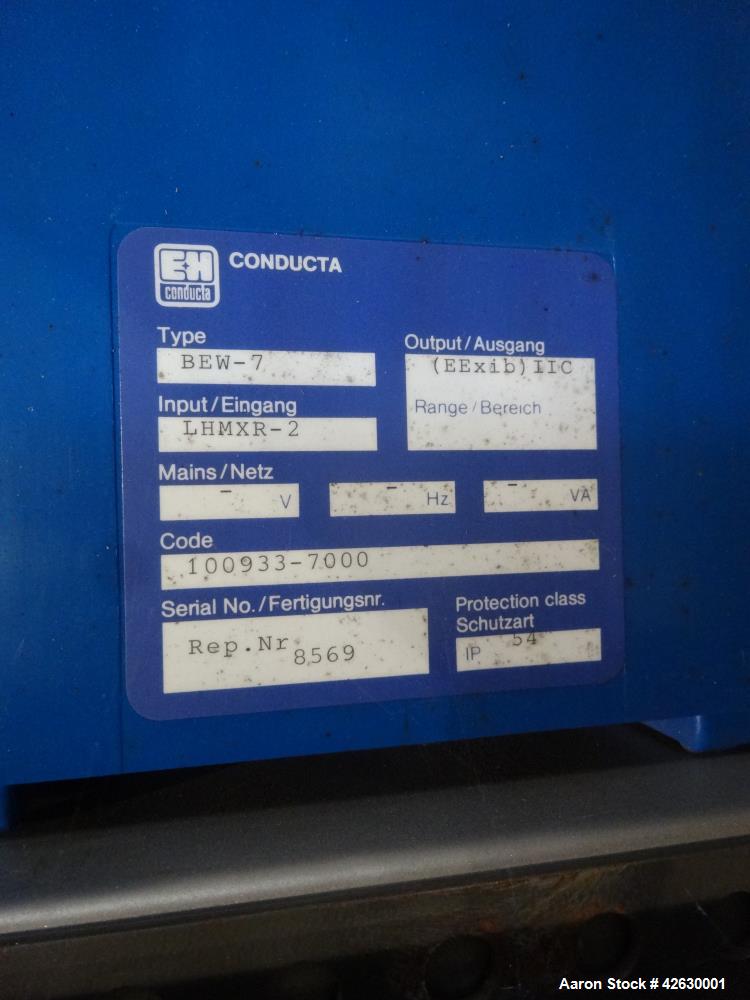 E+H
conducta
CONDUCTA
Type
BEW-7
Output/Ausgang
(EExib)IIC
Range/Bereich
Input/Eingang
LHMXR-2
Mains/Netz
- V
- Hz
- VA
Code
100933-7000
Serial No./Fertigungsnr.
Rep.Nr 8569
Protection class
Schutzart
IP 54
Aaron Stock # 42630001